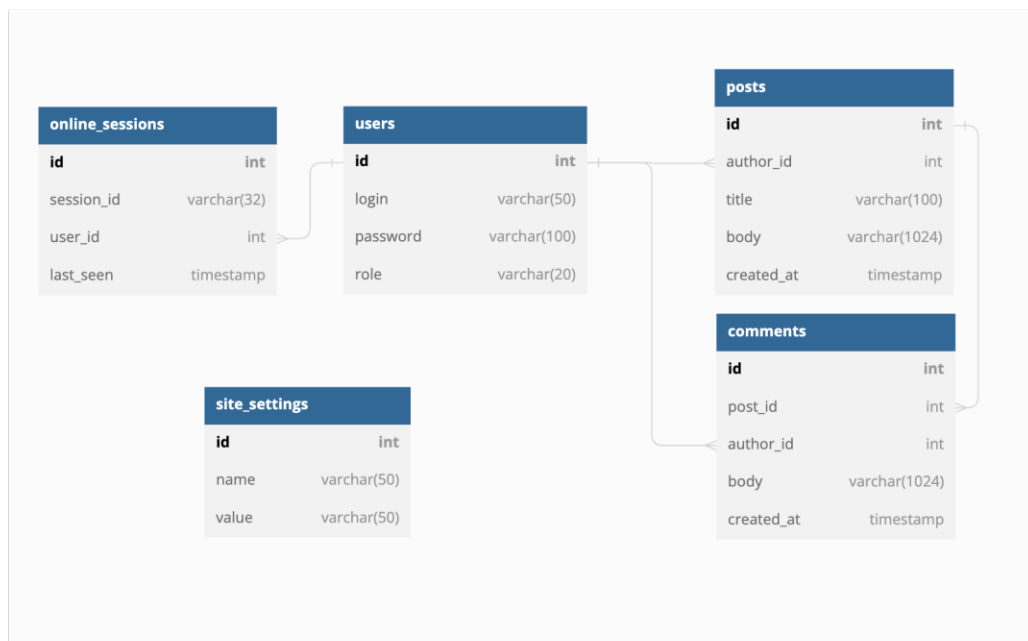 online_sessions
id int
session_id varchar(32)
user_id int
last_seen timestamp
users
id int
login varchar(50)
password varchar(100)
role varchar(20)
posts
id int
author_id int
title varchar(100)
body varchar(1024)
created_at timestamp
comments
id int
post_id int
author_id int
body varchar(1024)
created_at timestamp
site_settings
id int
name varchar(50)
value varchar(50)